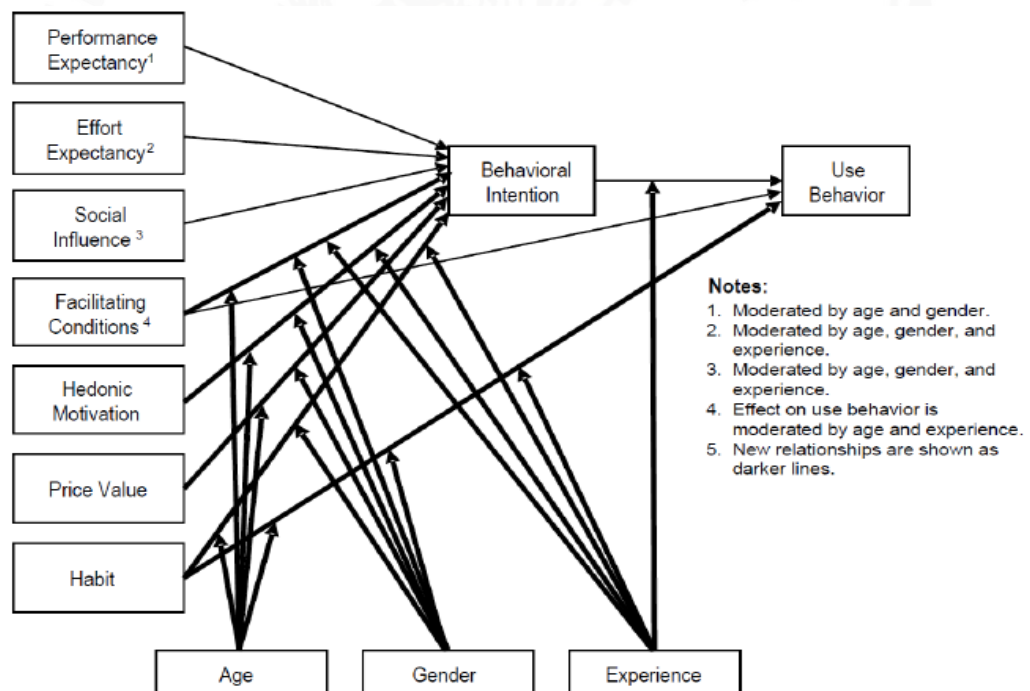 Performance
Expectancy¹
Effort
Expectancy²
Social
Influence ³
Facilitating
Conditions ⁴
Hedonic
Motivation
Price Value
Habit
Behavioral
Intention
Use
Behavior
Notes:
1. Moderated by age and gender.
2. Moderated by age, gender, and
experience.
3. Moderated by age, gender, and
experience.
4. Effect on use behavior is
moderated by age and experience.
5. New relationships are shown as
darker lines.
Age
Gender
Experience